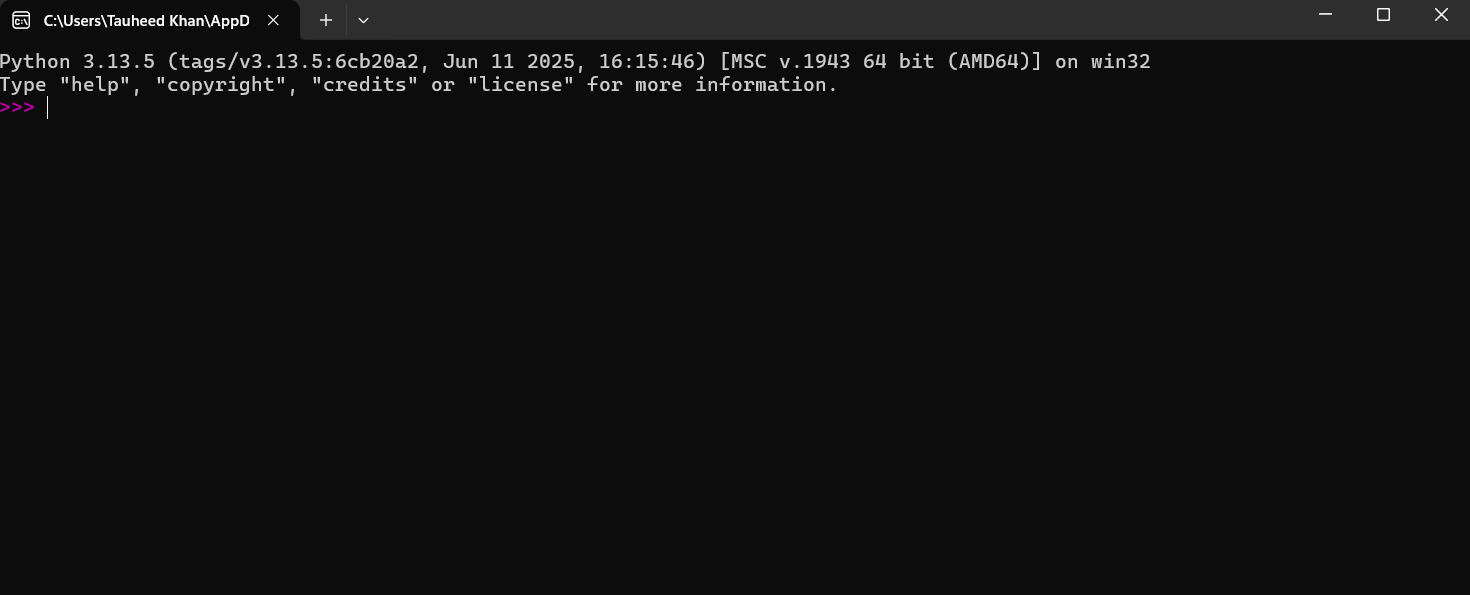 C:\Users\Tauheed Khan\AppD
Python 3.13.5 (tags/v3.13.5:6cb20a2, Jun 11 2025, 16:15:46) [MSC v.1943 64 bit (AMD64)] on win32
Type "help", "copyright", "credits" or "license" for more information.
>>>